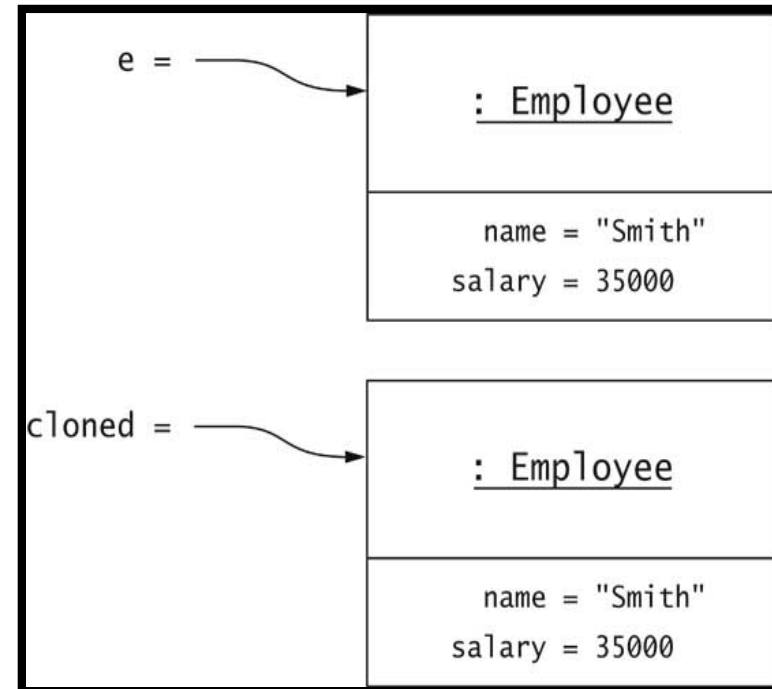 e =
: Employee
name = "Smith"
salary = 35000
cloned =
: Employee
name = "Smith"
salary = 35000